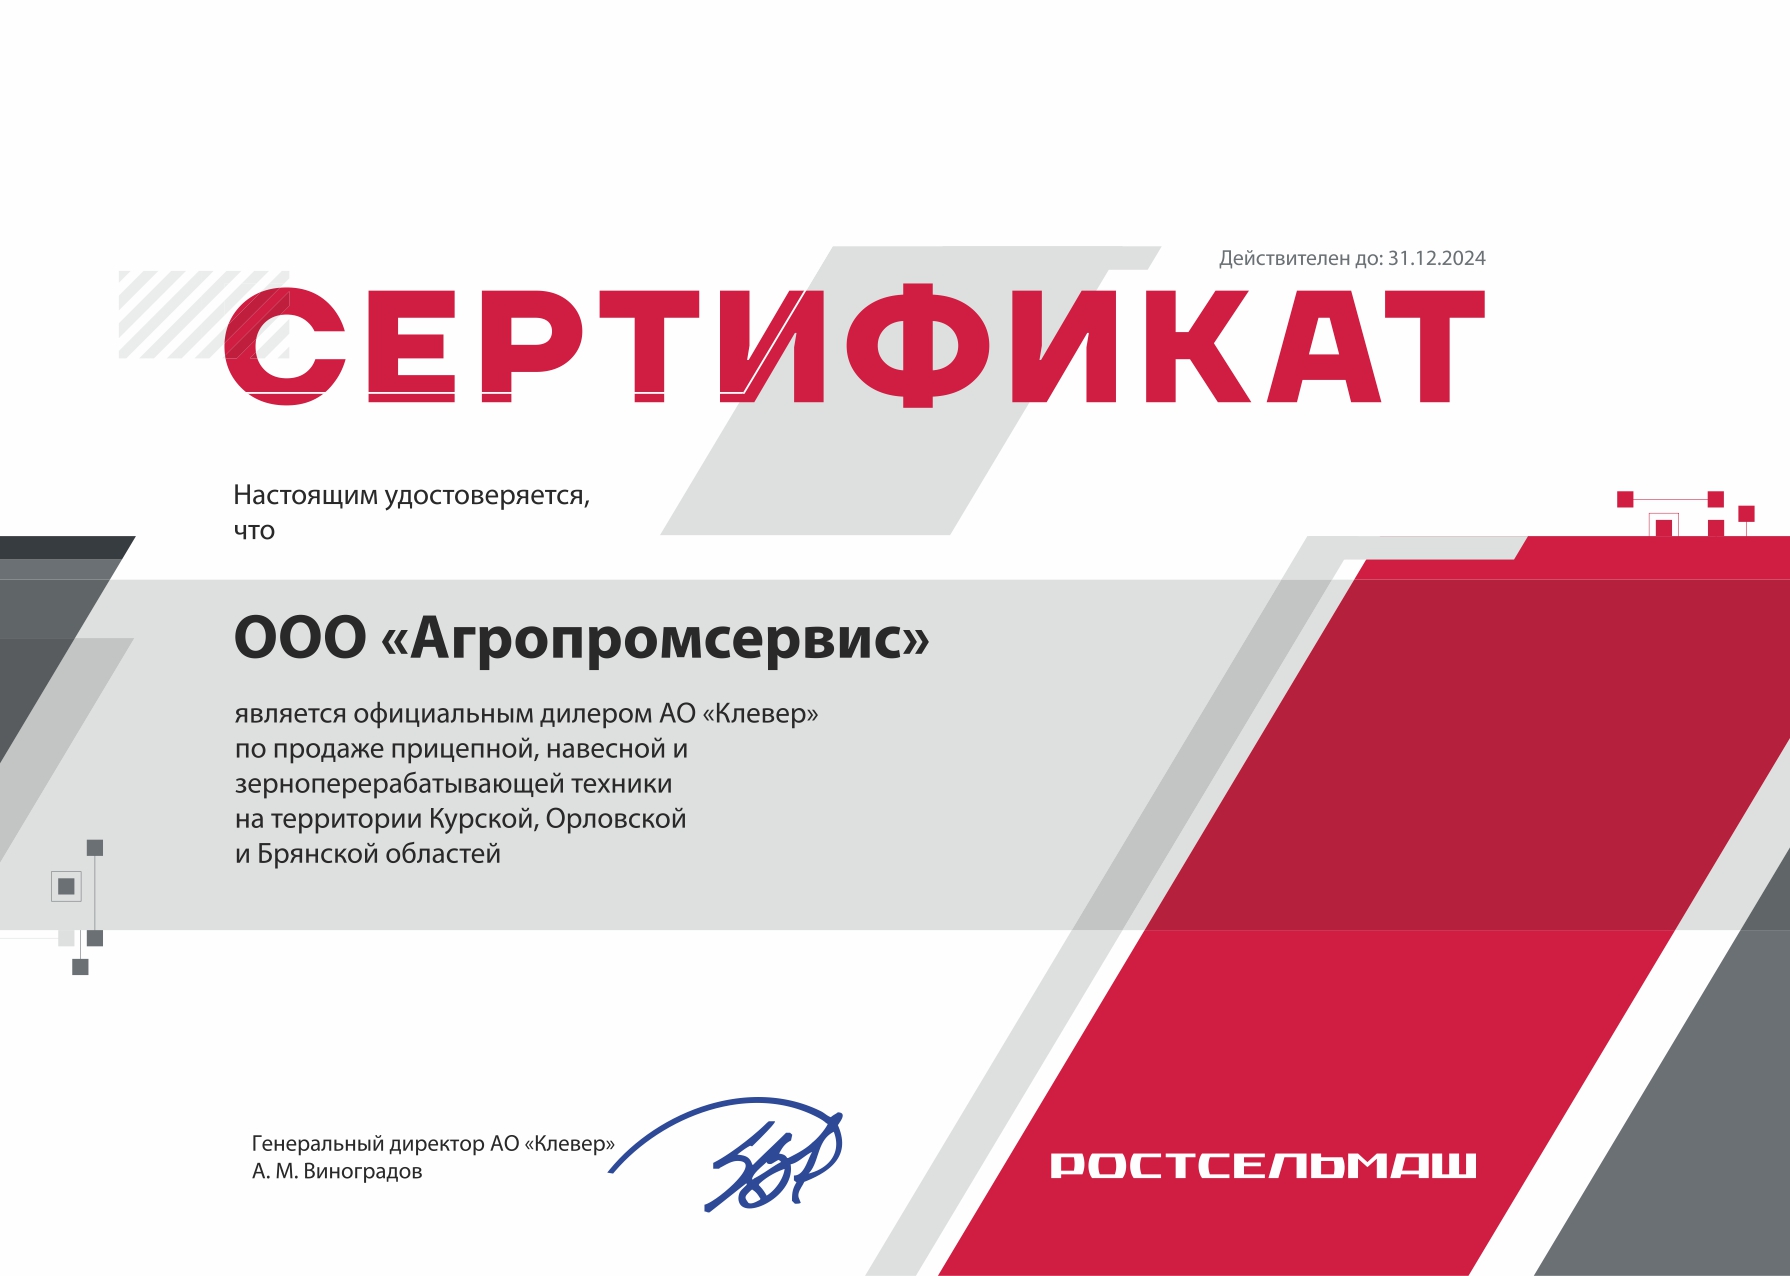 Действителен до: 31.12.2024
СЕРТИФИКАТ
Настоящим удостоверяется,
что
ООО «Агропромсервис»
является официальным дилером АО «Клевер»
по продаже прицепной, навесной и
зерноперерабатывающей техники
на территории Курской, Орловской
и Брянской областей
Генеральный директор АО «Клевер»
А. М. Виноградов
РОСТСЕЛЬМАШ